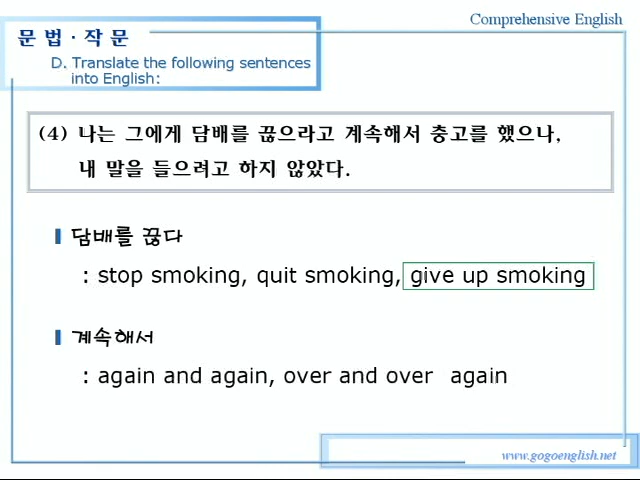 Comprehensive English
문 법 · 작 문
D. Translate the following sentences
into English:
(4) 나는 그에게 담배를 끊으라고 계속해서 충고를 했으나,
내 말을 들으려고 하지 않았다.
담배를 끊다
: stop smoking, quit smoking, give up smoking
계속해서
: again and again, over and over again
www.gogoenglish.net